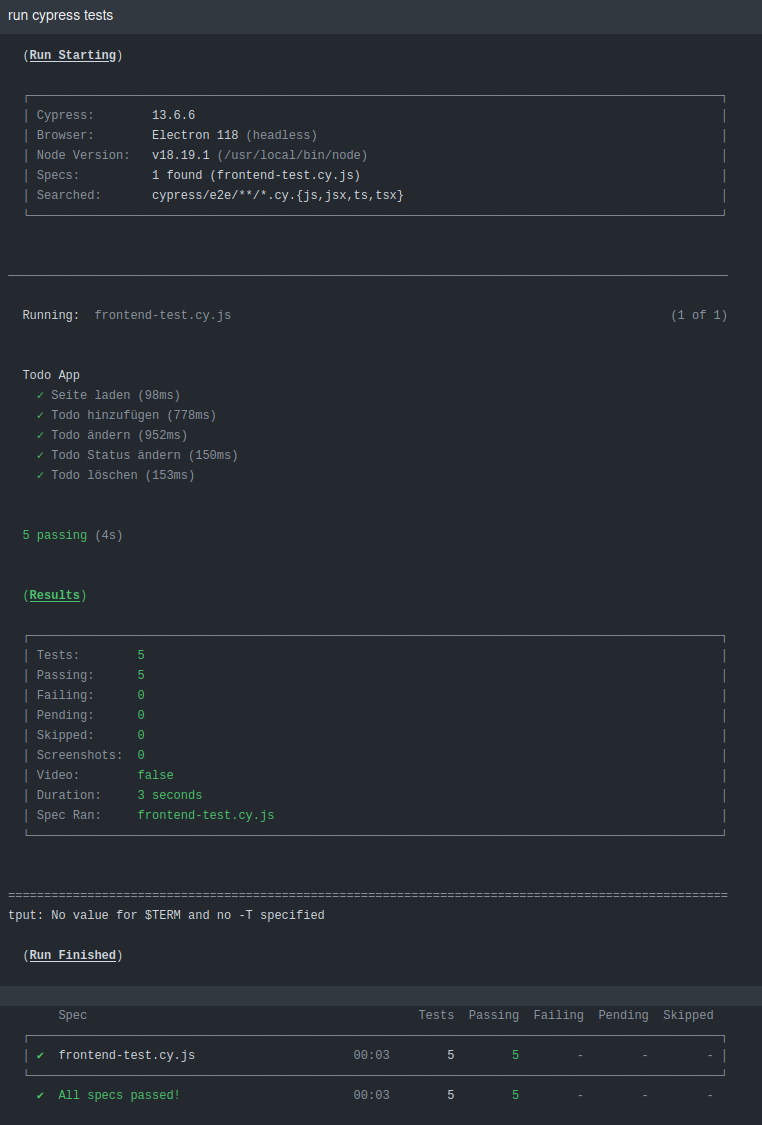 run cypress tests
(Run Starting)
Cypress: 13.6.6
Browser: Electron 118 (headless)
Node Version: v18.19.1 (/usr/local/bin/node)
Specs: 1 found (frontend-test.cy.js)
Searched: cypress/e2e/**/*.cy.{js,jsx,ts,tsx}
Running: frontend-test.cy.js (1 of 1)
Todo App
✓ Seite laden (98ms)
✓ Todo hinzufügen (778ms)
✓ Todo ändern (952ms)
✓ Todo Status ändern (150ms)
✓ Todo löschen (153ms)
5 passing (4s)
(Results)
Tests: 5
Passing: 5
Failing: 0
Pending: 0
Skipped: 0
Screenshots: 0
Video: false
Duration: 3 seconds
Spec Ran: frontend-test.cy.js
====================================================================================================
tput: No value for $TERM and no -T specified
(Run Finished)
Spec Tests Passing Failing Pending Skipped
✔ frontend-test.cy.js 00:03 5 5 - - -
✔ All specs passed! 00:03 5 5 - - -